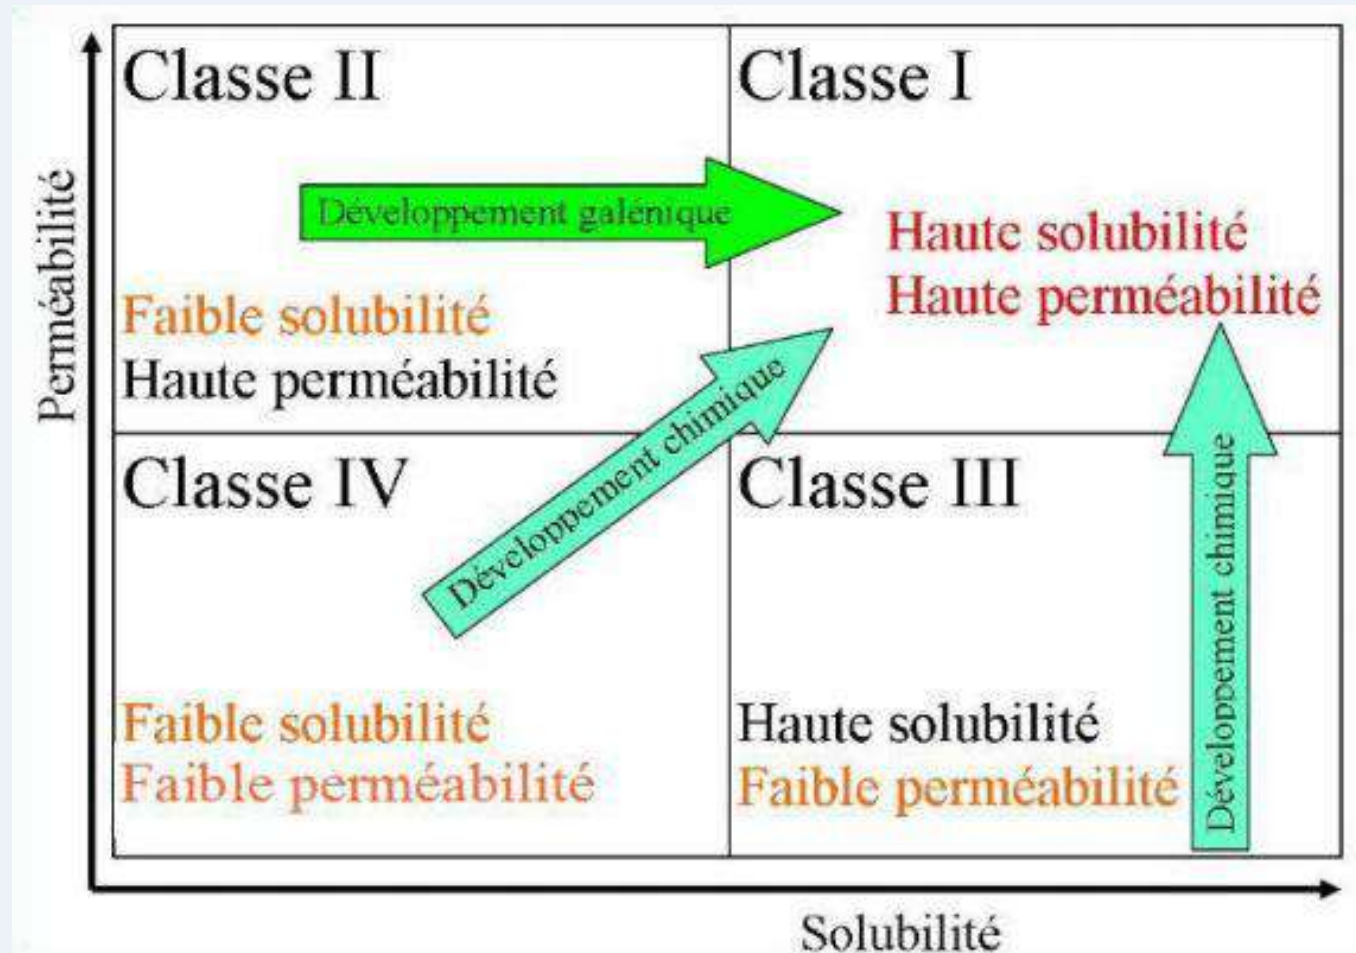 Classe II
Classe I
Perméabilité
Développement galénique
Haute solubilité
Haute perméabilité
Faible solubilité
Haute perméabilité
Développement chimique
Classe IV
Classe III
Développement chimique
Faible solubilité
Faible perméabilité
Haute solubilité
Faible perméabilité
Solubilité